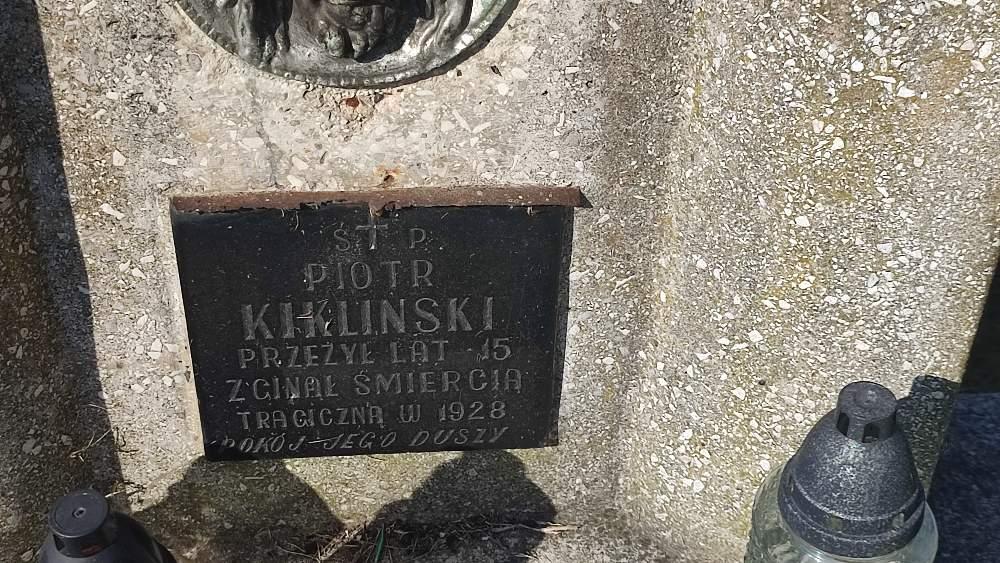 Ś † P
PIOTR
KIKLINSKI
PRZEŻYŁ LAT 15
ZGINĄŁ ŚMIERCIĄ
TRAGICZNĄ W 1928
POKÓJ JEGO DUSZY